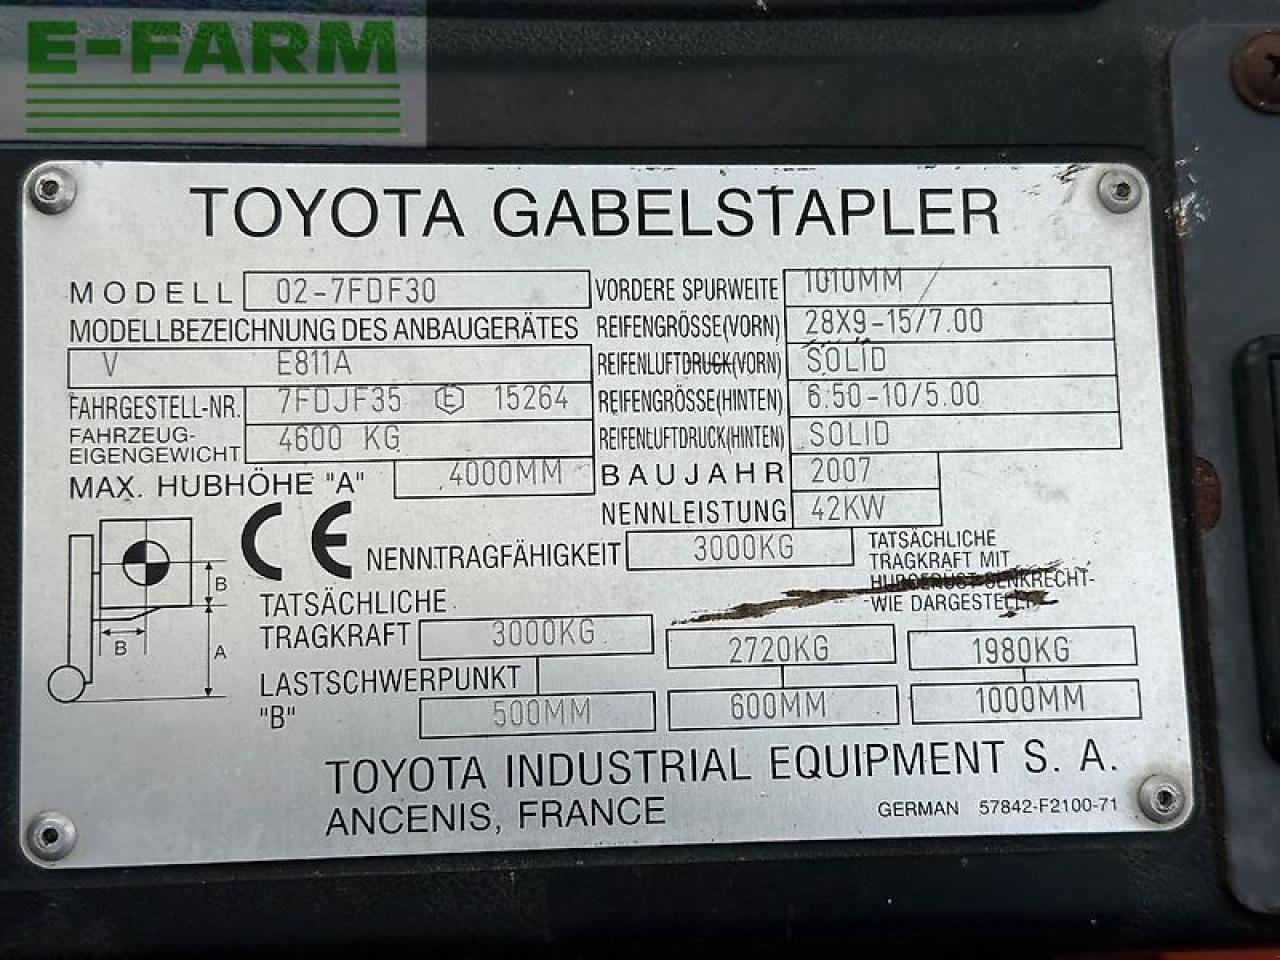 E-FARM
TOYOTA GABELSTAPLER
MODELL 02-7FDF30
MODELLBEZEICHNUNG DES ANBAUGERÄTES
V E811A
FAHRGESTELL-NR. 7FDJF35 E 15264
FAHRZEUG-
EIGENGEWICHT 4600 KG
MAX. HUBHÖHE "A" 4000MM
VORDERE SPURWEITE 1010MM
REIFENGRÖSSE(VORN) 28X9-15/7.00
REIFENLUFTDRUCK(VORN) SOLID
REIFENGRÖSSE(HINTEN) 6.50-10/5.00
REIFENLUFTDRUCK(HINTEN) SOLID
BAUJAHR 2007
NENNLEISTUNG 42KW
CE NENNTRAGFÄHIGKEIT 3000KG
TATSÄCHLICHE
TRAGKRAFT MIT
HUBGERÜST SENKRECHT-
WIE DARGESTELLT
B
B
A
TATSÄCHLICHE
TRAGKRAFT 3000KG 2720KG 1980KG
LASTSCHWERPUNKT
"B" 500MM 600MM 1000MM
TOYOTA INDUSTRIAL EQUIPMENT S. A.
ANCENIS, FRANCE
GERMAN 57842-F2100-71